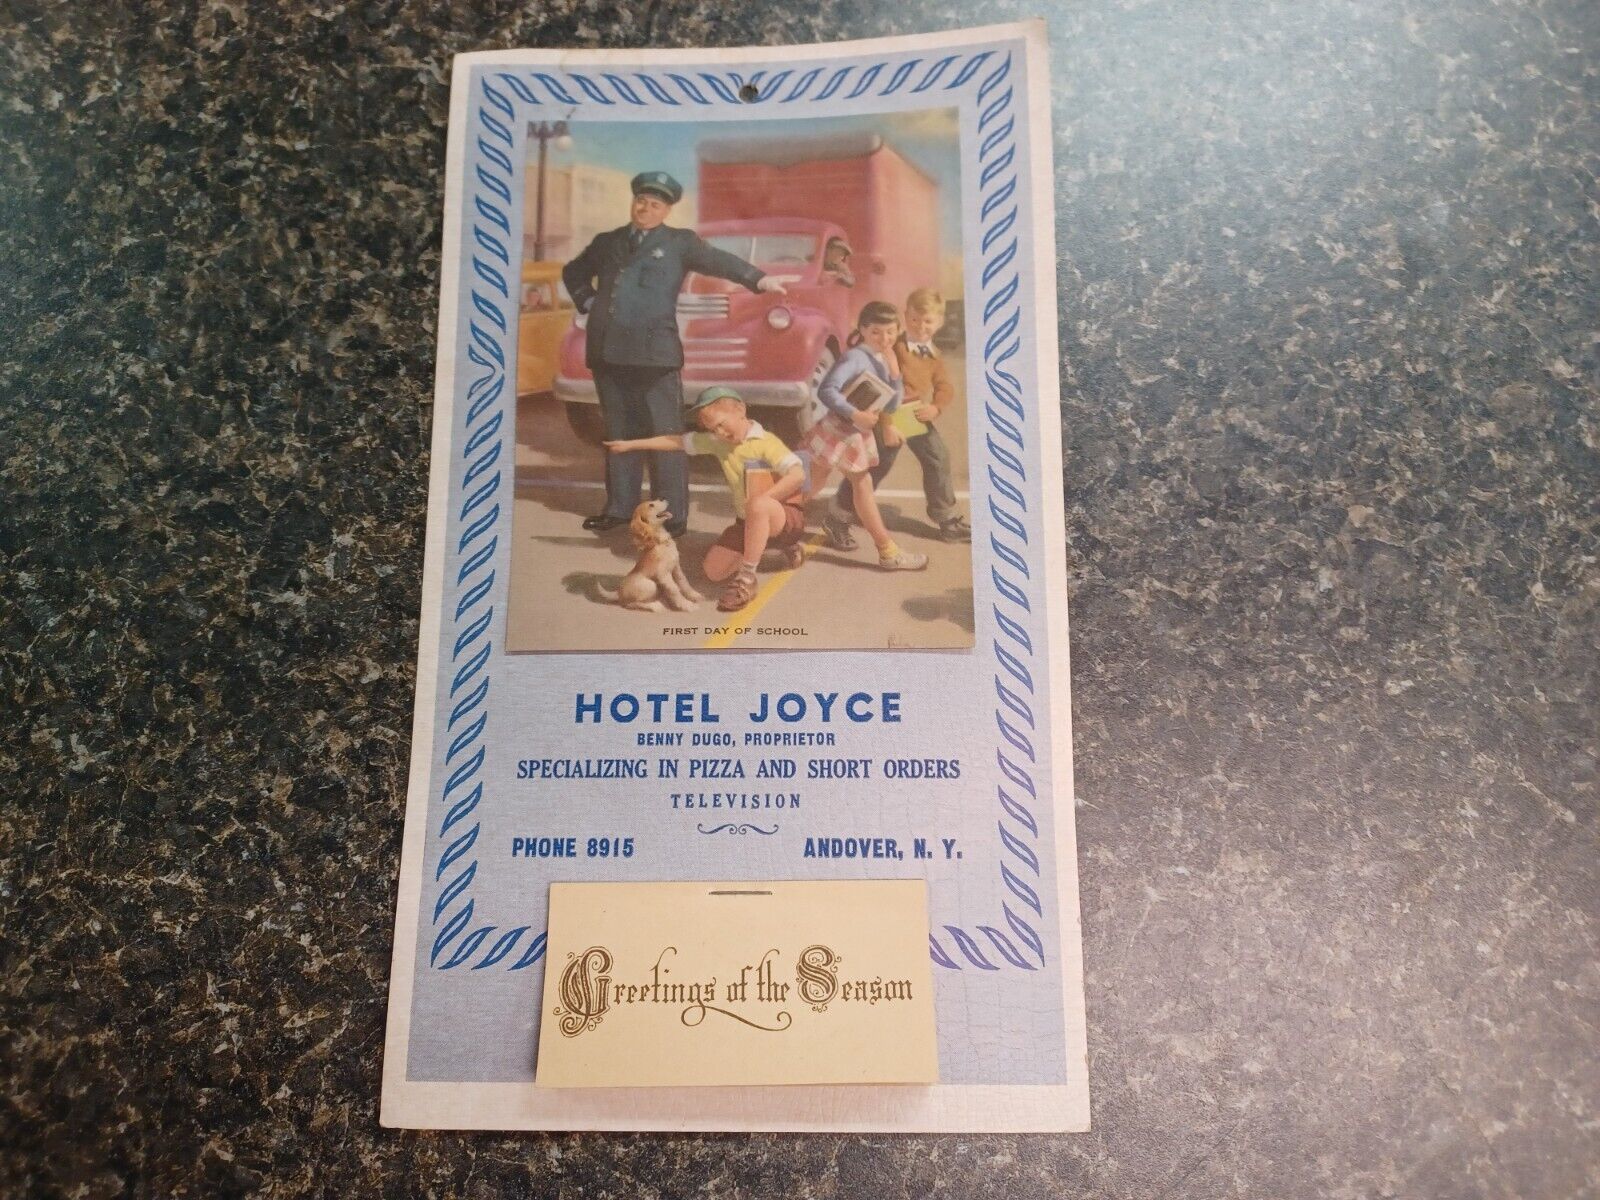 FIRST DAY OF SCHOOL
HOTEL JOYCE
BENNY DUGO, PROPRIETOR
SPECIALIZING IN PIZZA AND SHORT ORDERS
TELEVISION
PHONE 8915 ANDOVER, N. Y.
Greetings of the Season